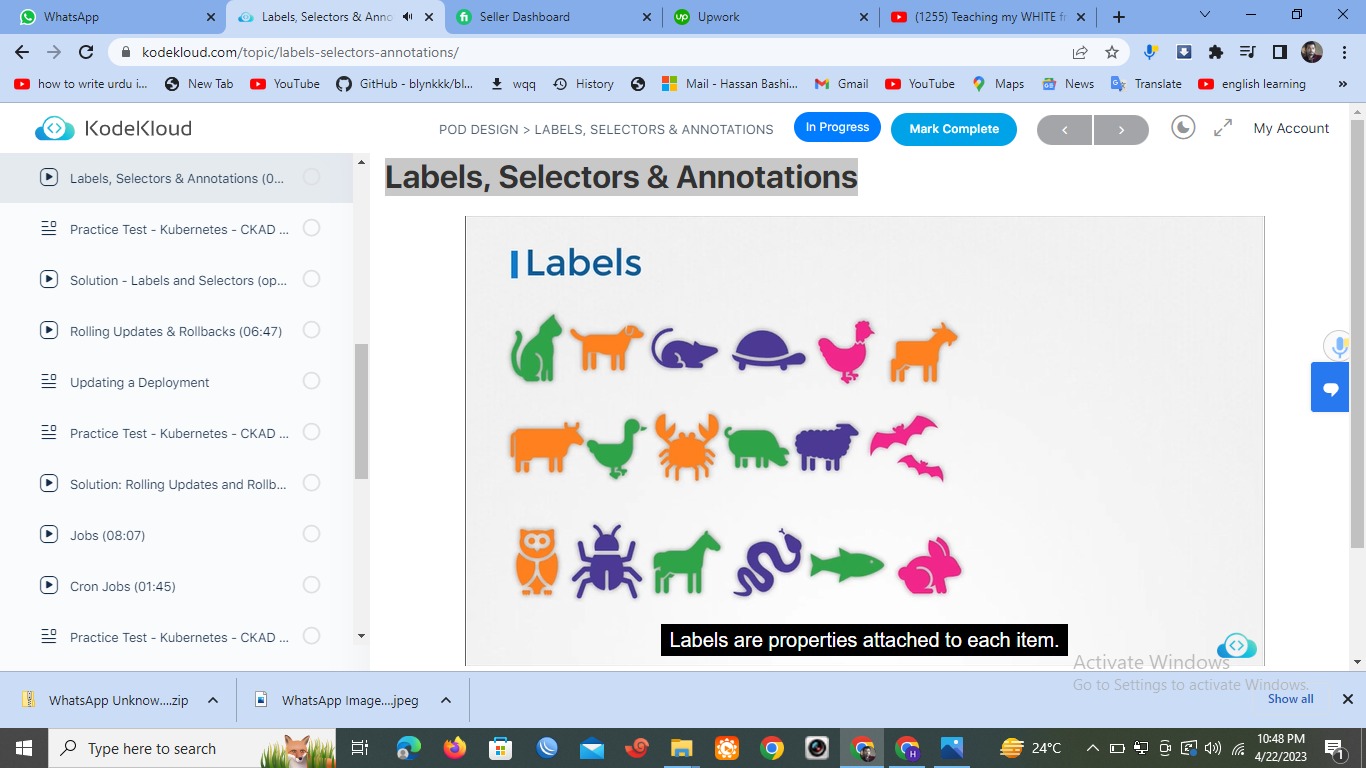 WhatsApp
Labels, Selectors & Anno
Seller Dashboard
Upwork
(1255) Teaching my WHITE fr
kodekloud.com/topic/labels-selectors-annotations/
how to write urdu i...
New Tab
YouTube
GitHub - blynkkk/bl...
wqq
History
Mail - Hassan Bashi...
Gmail
YouTube
Maps
News
Translate
english learning
KodeKloud
POD DESIGN > LABELS, SELECTORS & ANNOTATIONS
In Progress
Mark Complete
My Account
Labels, Selectors & Annotations (0...
Practice Test - Kubernetes - CKAD ...
Solution - Labels and Selectors (op...
Rolling Updates & Rollbacks (06:47)
Updating a Deployment
Practice Test - Kubernetes - CKAD ...
Solution: Rolling Updates and Rollb...
Jobs (08:07)
Cron Jobs (01:45)
Practice Test - Kubernetes - CKAD ...
Labels, Selectors & Annotations
Labels
Labels are properties attached to each item.
Activate Windows
Go to Settings to activate Windows.
WhatsApp Unknow....zip
WhatsApp Image....jpeg
Show all
Type here to search
24°C
10:48 PM
4/22/2023
1